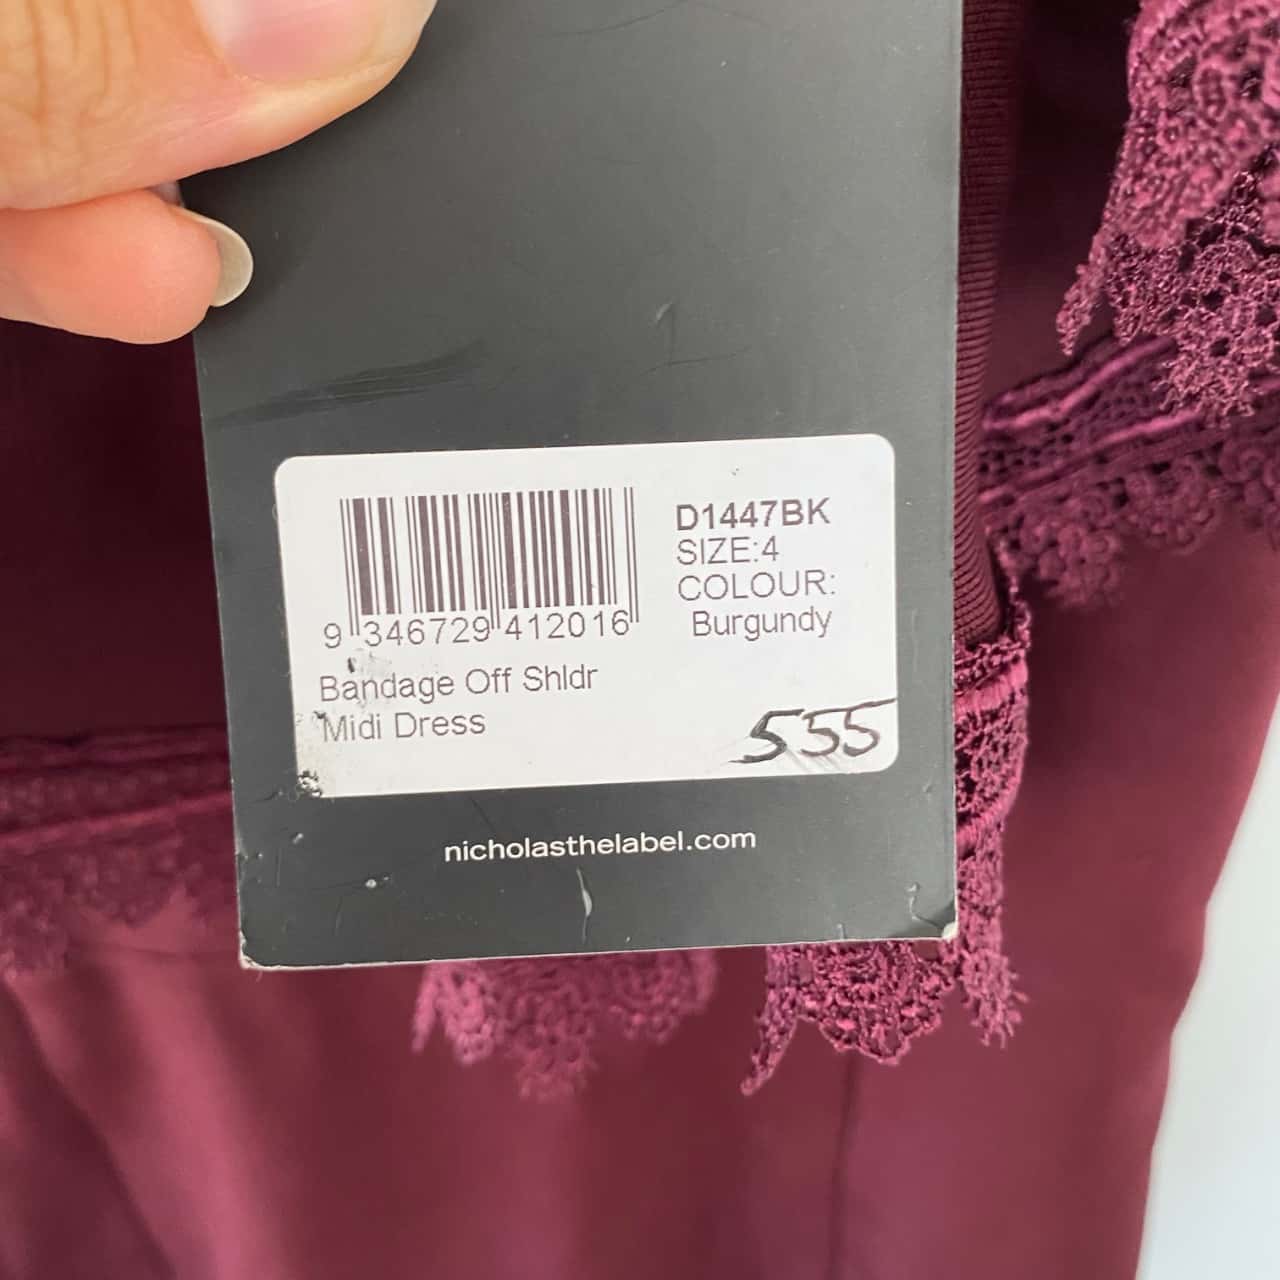 D1447BK
SIZE:4
COLOUR:
Burgundy
9 346729 412016
Bandage Off Shldr
Midi Dress
555
nicholasthelabel.com